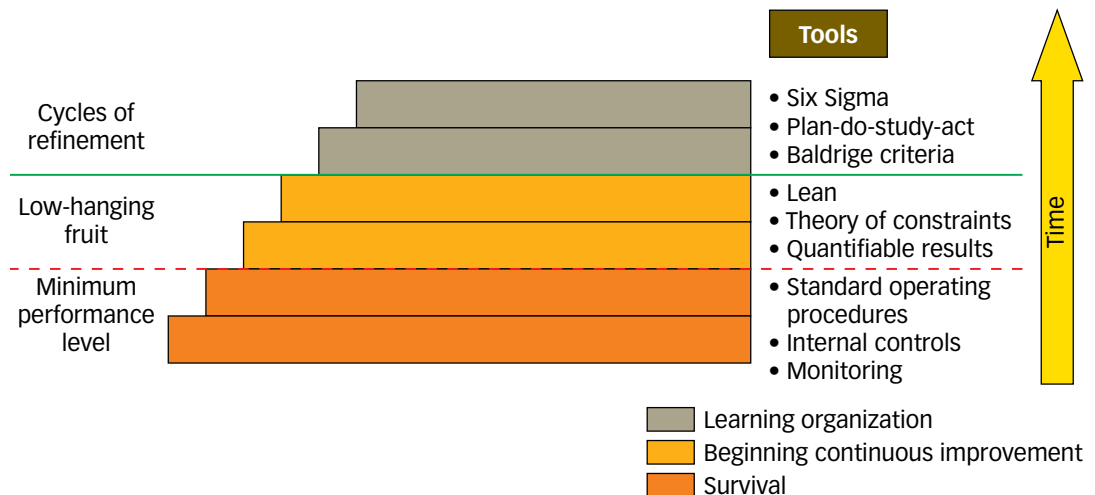 Tools
Cycles of
refinement
• Six Sigma
• Plan-do-study-act
• Baldrige criteria
Low-hanging
fruit
• Lean
• Theory of constraints
• Quantifiable results
Minimum
performance
level
• Standard operating
procedures
• Internal controls
• Monitoring
Time
Learning organization
Beginning continuous improvement
Survival